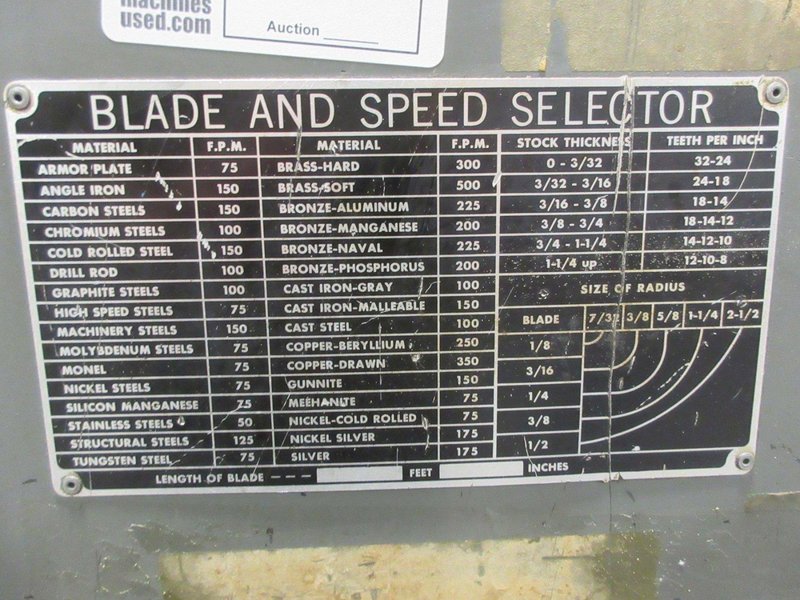 machines
used.com
Auction
BLADE AND SPEED SELECTOR
MATERIAL F.P.M. MATERIAL F.P.M. STOCK THICKNESS TEETH PER INCH
ARMOR PLATE 75 BRASS-HARD 300 0 - 3/32 32-24
ANGLE IRON 150 BRASS-SOFT 500 3/32 - 3/16 24-18
CARBON STEELS 150 BRONZE-ALUMINUM 225 3/16 - 3/8 18-14
CHROMIUM STEELS 100 BRONZE-MANGANESE 200 3/8 - 3/4 18-14-12
COLD ROLLED STEEL 150 BRONZE-NAVAL 225 3/4 - 1-1/4 14-12-10
DRILL ROD 100 BRONZE-PHOSPHORUS 200 1-1/4 up 12-10-8
GRAPHITE STEELS 100 CAST IRON-GRAY 100 SIZE OF RADIUS
HIGH SPEED STEELS 75 CAST IRON-MALLEABLE 150 BLADE 7/32 3/8 5/8 1-1/4 2-1/2
MACHINERY STEELS 150 CAST STEEL 100
MOLYBDENUM STEELS 75 COPPER-BERYLLIUM 250 1/8
MONEL 75 COPPER-DRAWN 350 3/16
NICKEL STEELS 75 GUNNITE 150
SILICON MANGANESE 75 MEEHANITE 75 1/4
STAINLESS STEELS 50 NICKEL-COLD ROLLED 75 3/8
STRUCTURAL STEELS 125 NICKEL SILVER 175 1/2
TUNGSTEN STEEL 75 SILVER 175
LENGTH OF BLADE - - - FEET INCHES